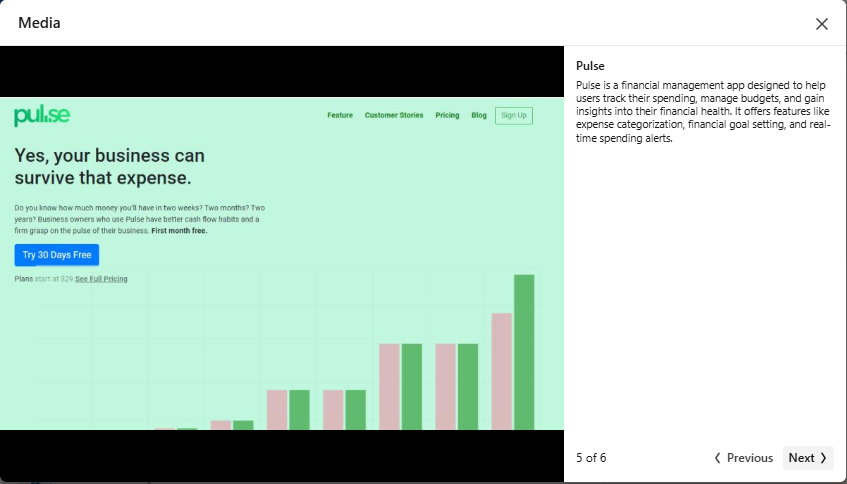 Media
pulse
Feature Customer Stories Pricing Blog Sign Up
Yes, your business can
survive that expense.
Do you know how much money you'll have in two weeks? Two months? Two
years? Business owners who use Pulse have better cash flow habits and a
firm grasp on the pulse of their business. First month free.
Try 30 Days Free
Plans start at $29 See Full Pricing
Pulse
Pulse is a financial management app designed to help
users track their spending, manage budgets, and gain
insights into their financial health. It offers features like
expense categorization, financial goal setting, and real-
time spending alerts.
5 of 6 Previous Next